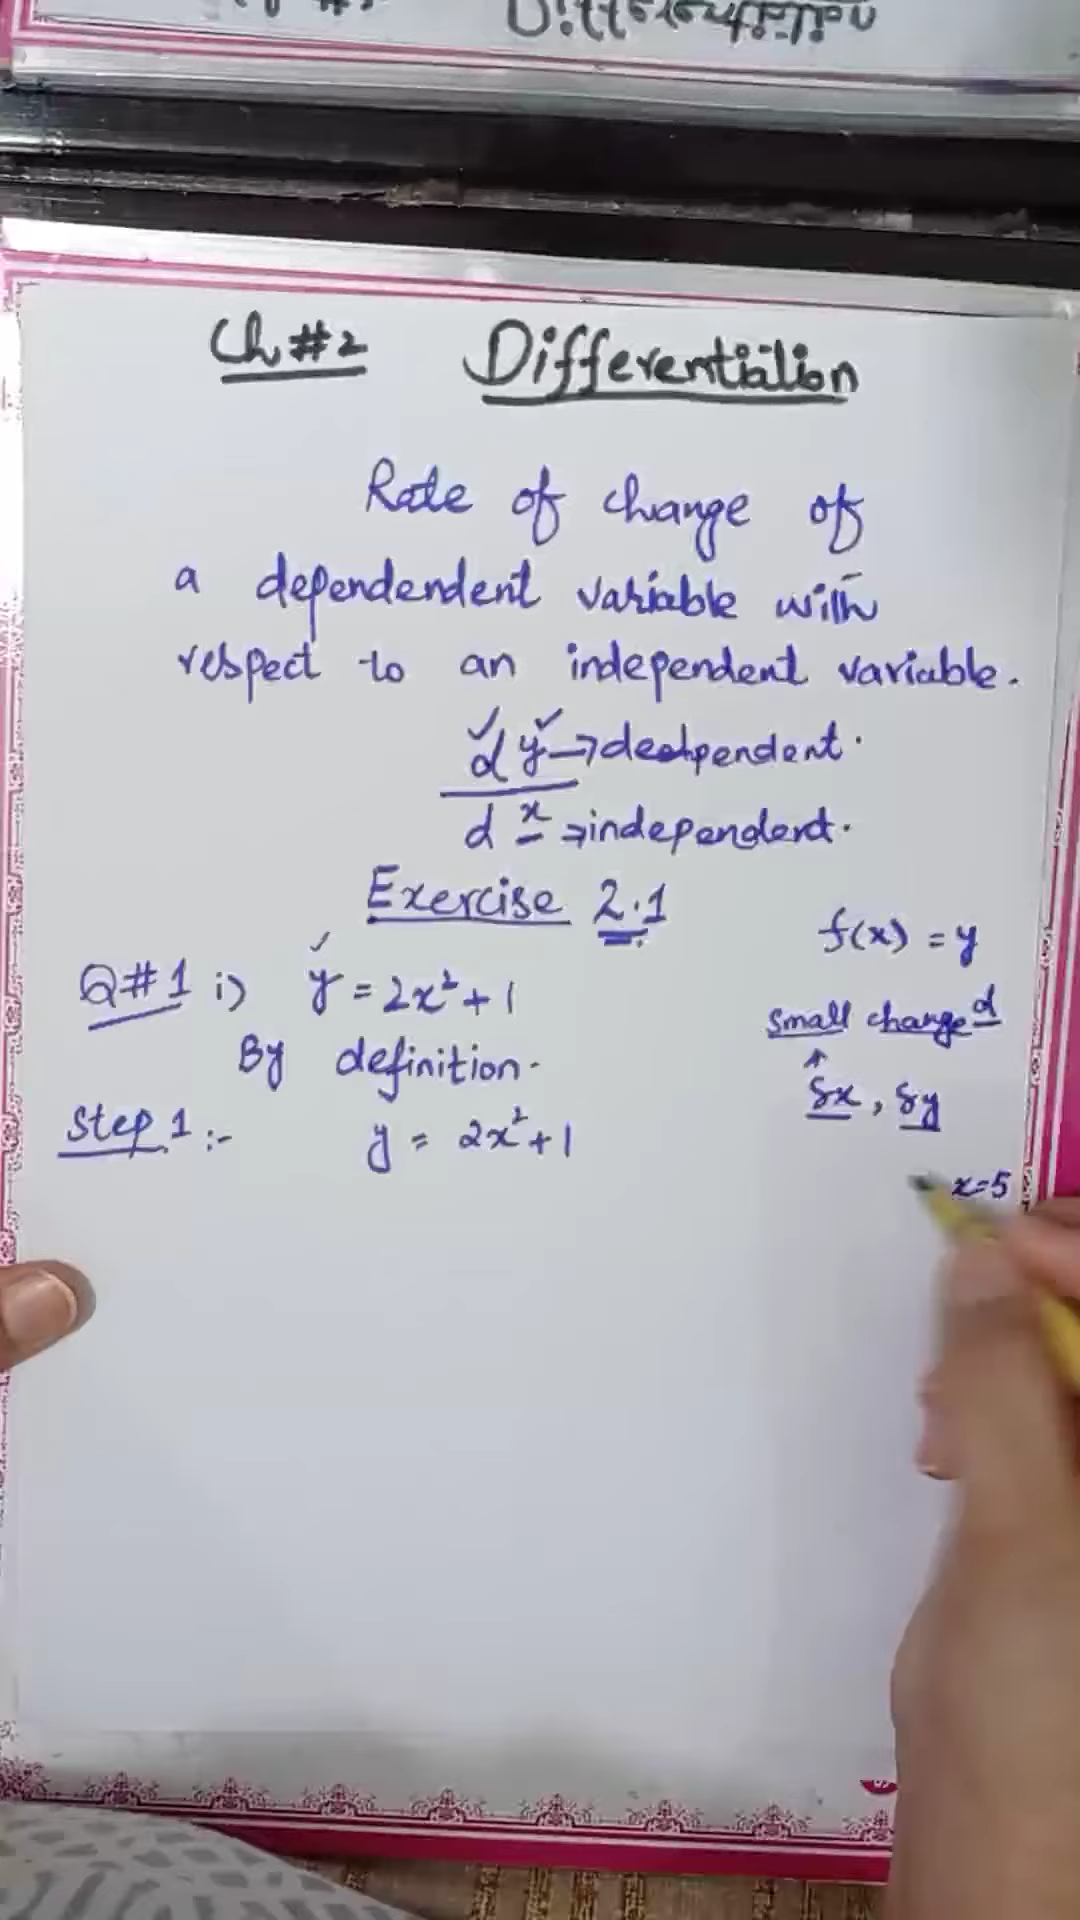 Ch #2 Differentiation
Rate of change of
a dependendent variable with
respect to an independent variable.
dy → dependent.
dx → independent.
Exercise 2.1
f(x) = y
Q#1 i) y = 2x² + 1
small change d
By definition.
δx, δy
Step 1 :- y = 2x² + 1
x=5